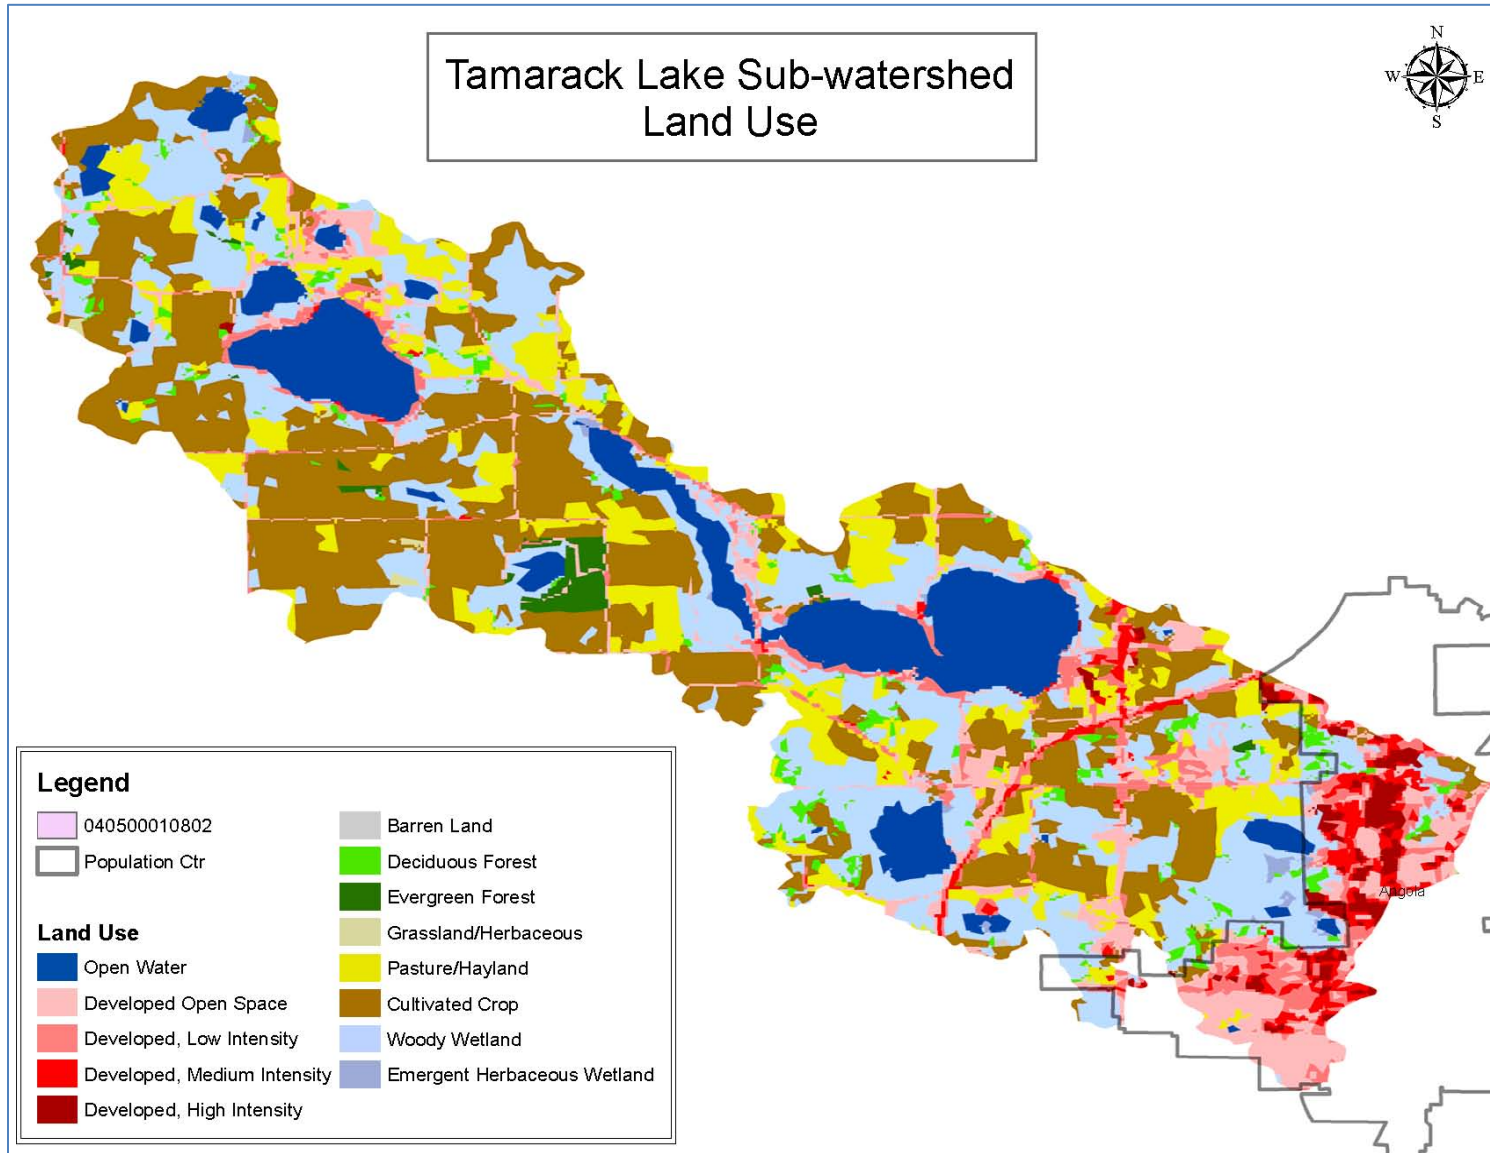 Tamarack Lake Sub-watershed
Land Use
N
W
E
S
Angola
Legend
040500010802
Population Ctr
Land Use
Open Water
Developed Open Space
Developed, Low Intensity
Developed, Medium Intensity
Developed, High Intensity
Barren Land
Deciduous Forest
Evergreen Forest
Grassland/Herbaceous
Pasture/Hayland
Cultivated Crop
Woody Wetland
Emergent Herbaceous Wetland